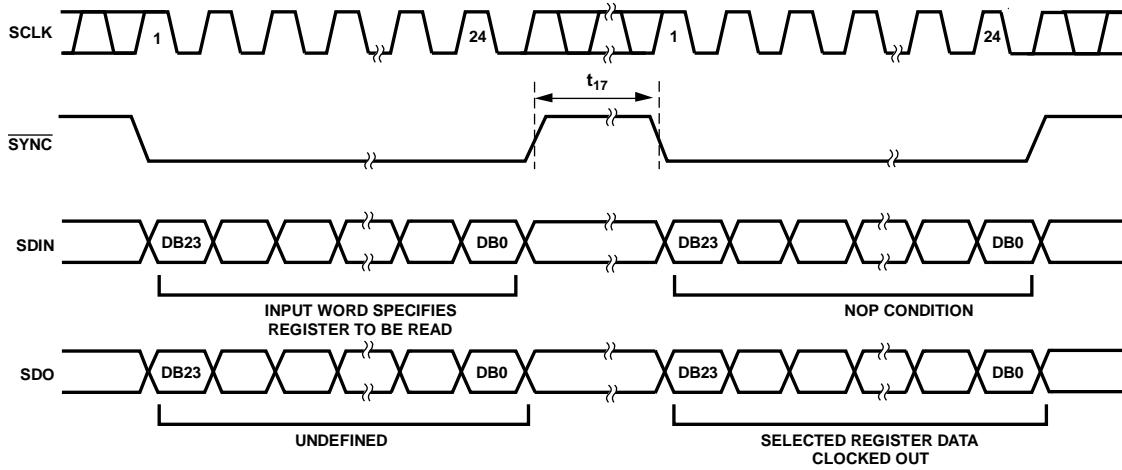 SCLK
1
24
1
24
t17
SYNC
SDIN
DB23
DB0
DB23
DB0
INPUT WORD SPECIFIES
REGISTER TO BE READ
NOP CONDITION
SDO
DB23
DB0
DB23
DB0
UNDEFINED
SELECTED REGISTER DATA
CLOCKED OUT